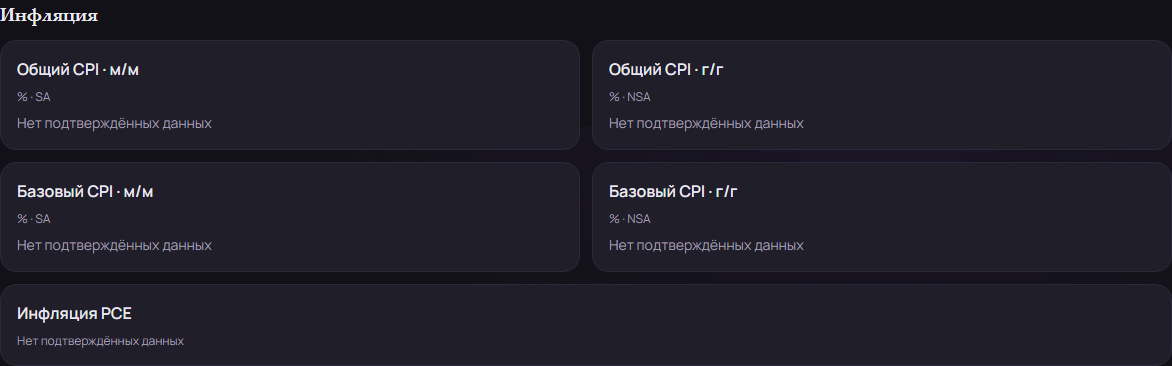 Инфляция
Общий CPI · м/м
% · SA
Нет подтверждённых данных
Общий CPI · г/г
% · NSA
Нет подтверждённых данных
Базовый CPI · м/м
% · SA
Нет подтверждённых данных
Базовый CPI · г/г
% · NSA
Нет подтверждённых данных
Инфляция PCE
Нет подтверждённых данных